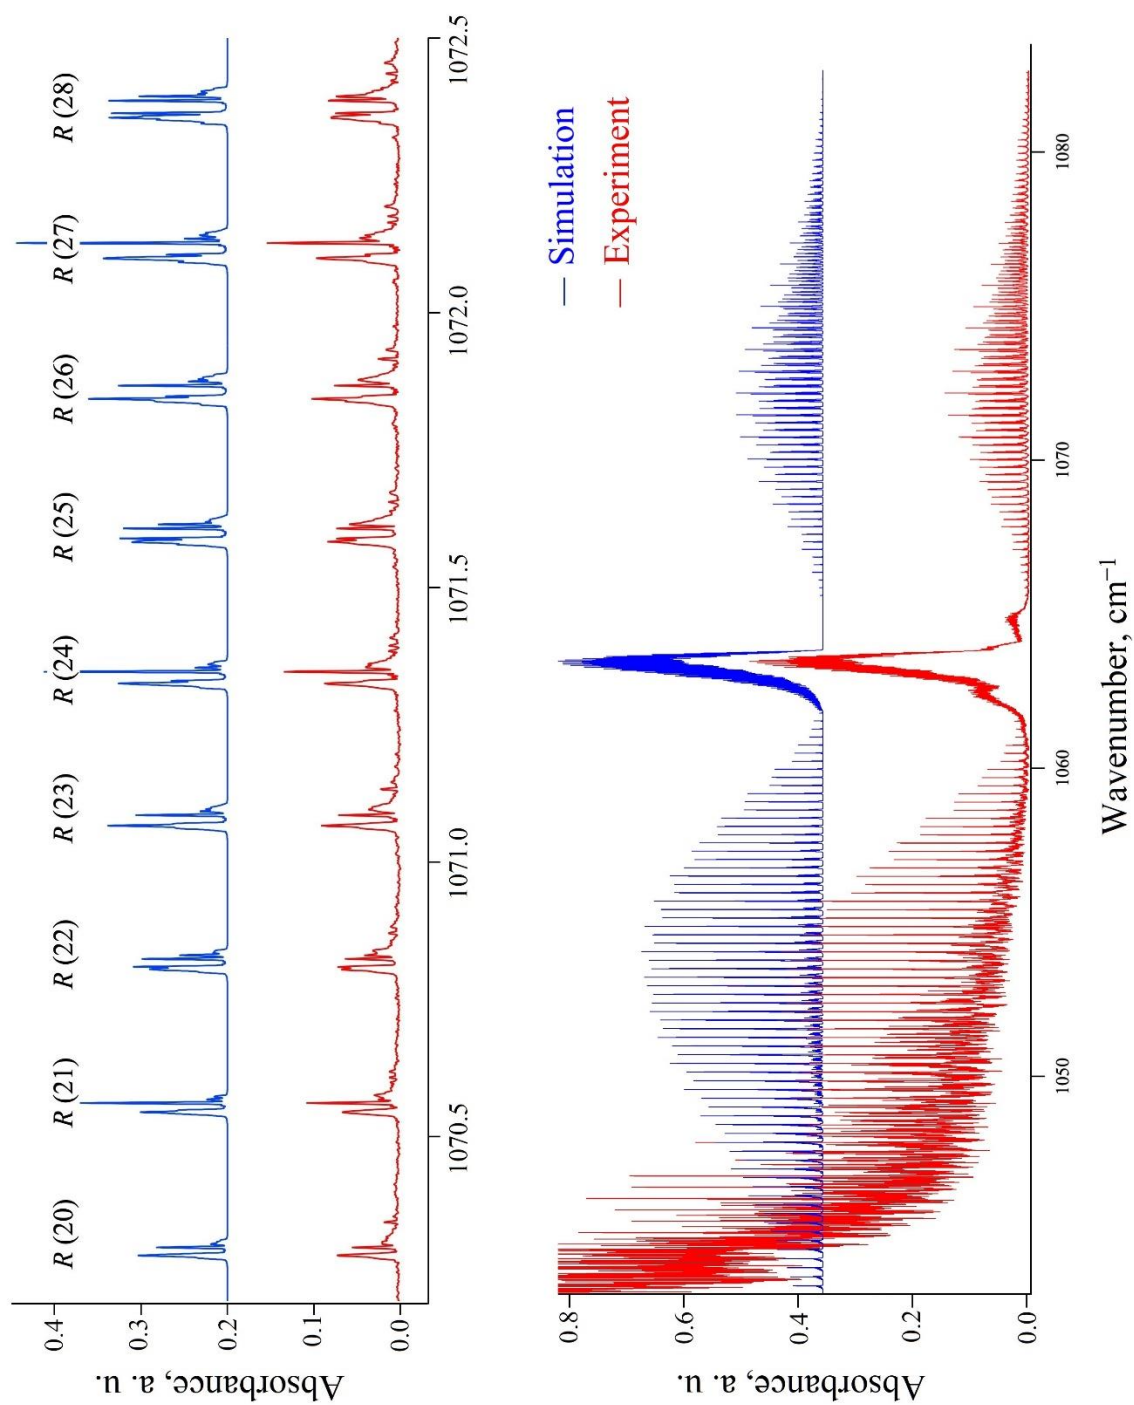 R (20) R (21) R (22) R (23) R (24) R (25) R (26) R (27) R (28)
0.4
0.3
0.2
0.1
0.0
Absorbance, a. u.
1070.5 1071.0 1071.5 1072.0 1072.5
— Simulation
— Experiment
0.8
0.6
0.4
0.2
0.0
Absorbance, a. u.
1050 1060 1070 1080
Wavenumber, cm⁻¹